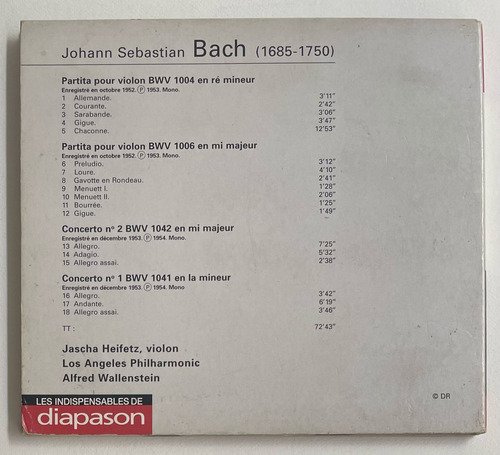 Johann Sebastian Bach (1685-1750)
Partita pour violon BWV 1004 en ré mineur
Enregistré en octobre 1952. Ⓟ 1953. Mono.
1 Allemande. 3'11"
2 Courante. 2'42"
3 Sarabande. 3'06"
4 Gigue. 3'47"
5 Chaconne. 12'53"
Partita pour violon BWV 1006 en mi majeur
Enregistré en octobre 1952. Ⓟ 1953. Mono.
6 Preludio. 3'12"
7 Loure. 4'10"
8 Gavotte en Rondeau. 2'41"
9 Menuett I. 1'28"
10 Menuett II. 2'06"
11 Bourrée. 1'25"
12 Gigue. 1'49"
Concerto nº 2 BWV 1042 en mi majeur
Enregistré en décembre 1953. Ⓟ 1954. Mono.
13 Allegro. 7'25"
14 Adagio. 5'32"
15 Allegro assai. 2'38"
Concerto nº 1 BWV 1041 en la mineur
Enregistré en décembre 1953. Ⓟ 1954. Mono
16 Allegro. 3'42"
17 Andante. 6'19"
18 Allegro assai. 3'46"
TT : 72'43"
Jascha Heifetz, violon
Los Angeles Philharmonic
Alfred Wallenstein
LES INDISPENSABLES DE
diapason
© DR